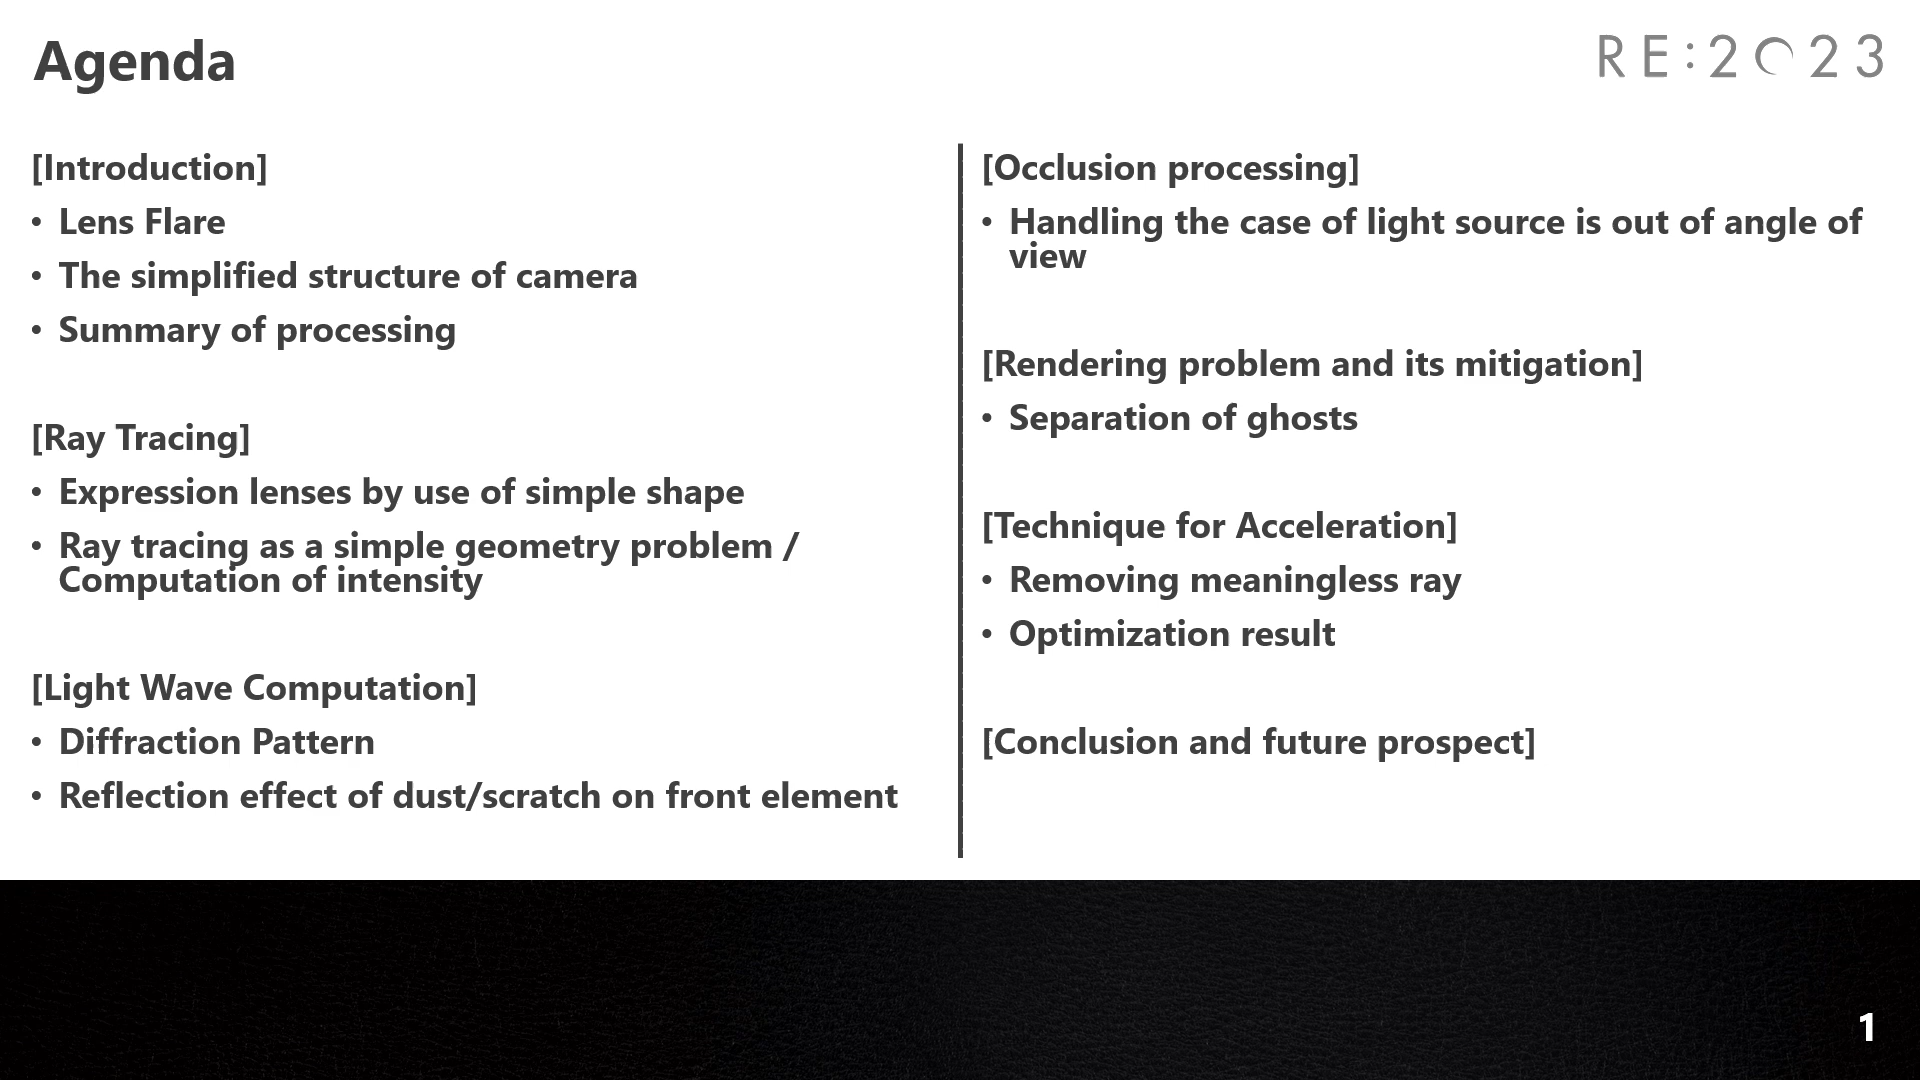 Agenda
RE:2023
[Introduction]
• Lens Flare
• The simplified structure of camera
• Summary of processing
[Ray Tracing]
• Expression lenses by use of simple shape
• Ray tracing as a simple geometry problem /
Computation of intensity
[Light Wave Computation]
• Diffraction Pattern
• Reflection effect of dust/scratch on front element
[Occlusion processing]
• Handling the case of light source is out of angle of
view
[Rendering problem and its mitigation]
• Separation of ghosts
[Technique for Acceleration]
• Removing meaningless ray
• Optimization result
[Conclusion and future prospect]
1